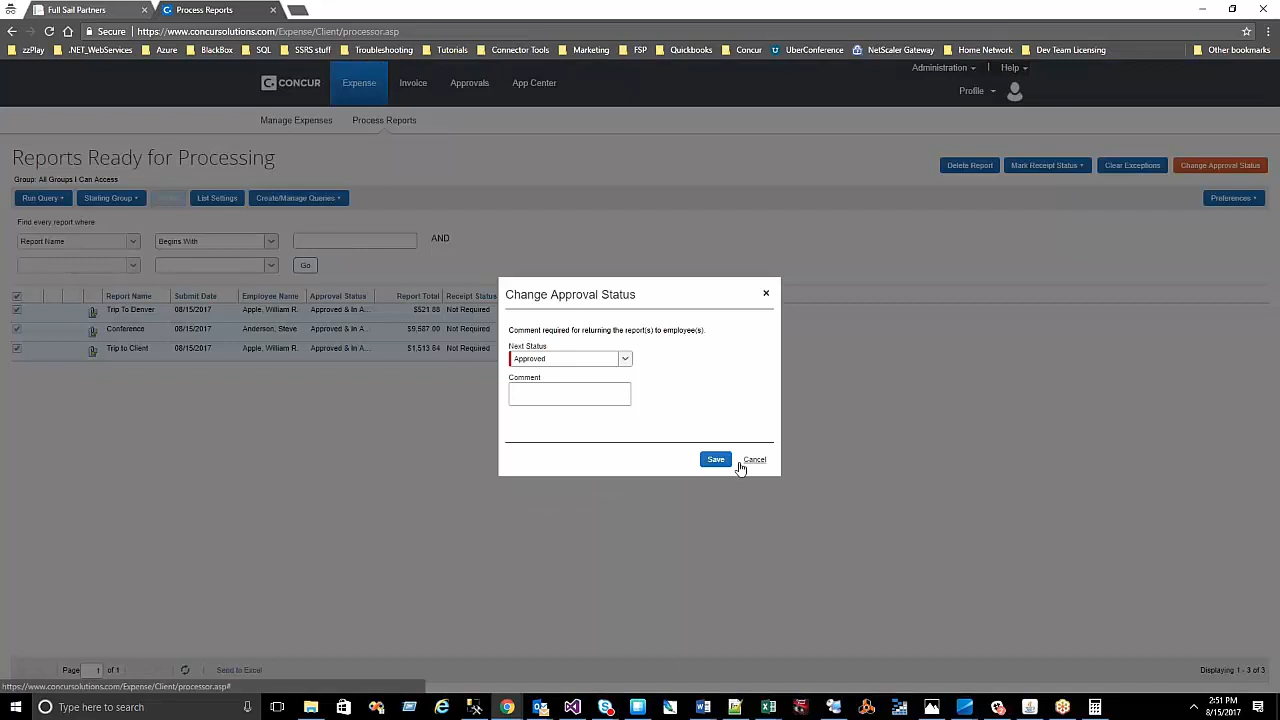 Full Sail Partners
Process Reports
Secure | https://www.concursolutions.com/Expense/Client/processor.asp
zzPlay .NET_WebServices Azure BlackBox SQL SSRS stuff Troubleshooting Tutorials Connector Tools Marketing FSP Quickbooks Concur UberConference NetScaler Gateway Home Network Dev Team Licensing Other bookmarks
Administration | Help
CONCUR Expense Invoice Approvals App Center
Profile
Manage Expenses Process Reports
Reports Ready for Processing
Delete Report Mark Receipt Status Clear Exceptions Change Approval Status
Group: All Groups I Can Access
Run Query Starting Group List Settings Create/Manage Queries Preferences
Find every report where
Report Name Begins With AND
Go
Report Name Submit Date Employee Name Approval Status Report Total Receipt Status
Trip To Denver 08/15/2017 Apple, William R. Approved & In A... $521.88 Not Required
Conference 08/15/2017 Anderson, Steve Approved & In A... $9,587.00 Not Required
Trip to Client 08/15/2017 Apple, William R. Approved & In A... $1,513.64 Not Required
Change Approval Status
Comment required for returning the report(s) to employee(s).
Next Status
Approved
Comment
Save Cancel
Page 1 of 1 Send to Excel Displaying 1 - 3 of 3
https://www.concursolutions.com/Expense/Client/processor.asp#
Type here to search
2:51 PM
8/15/2017